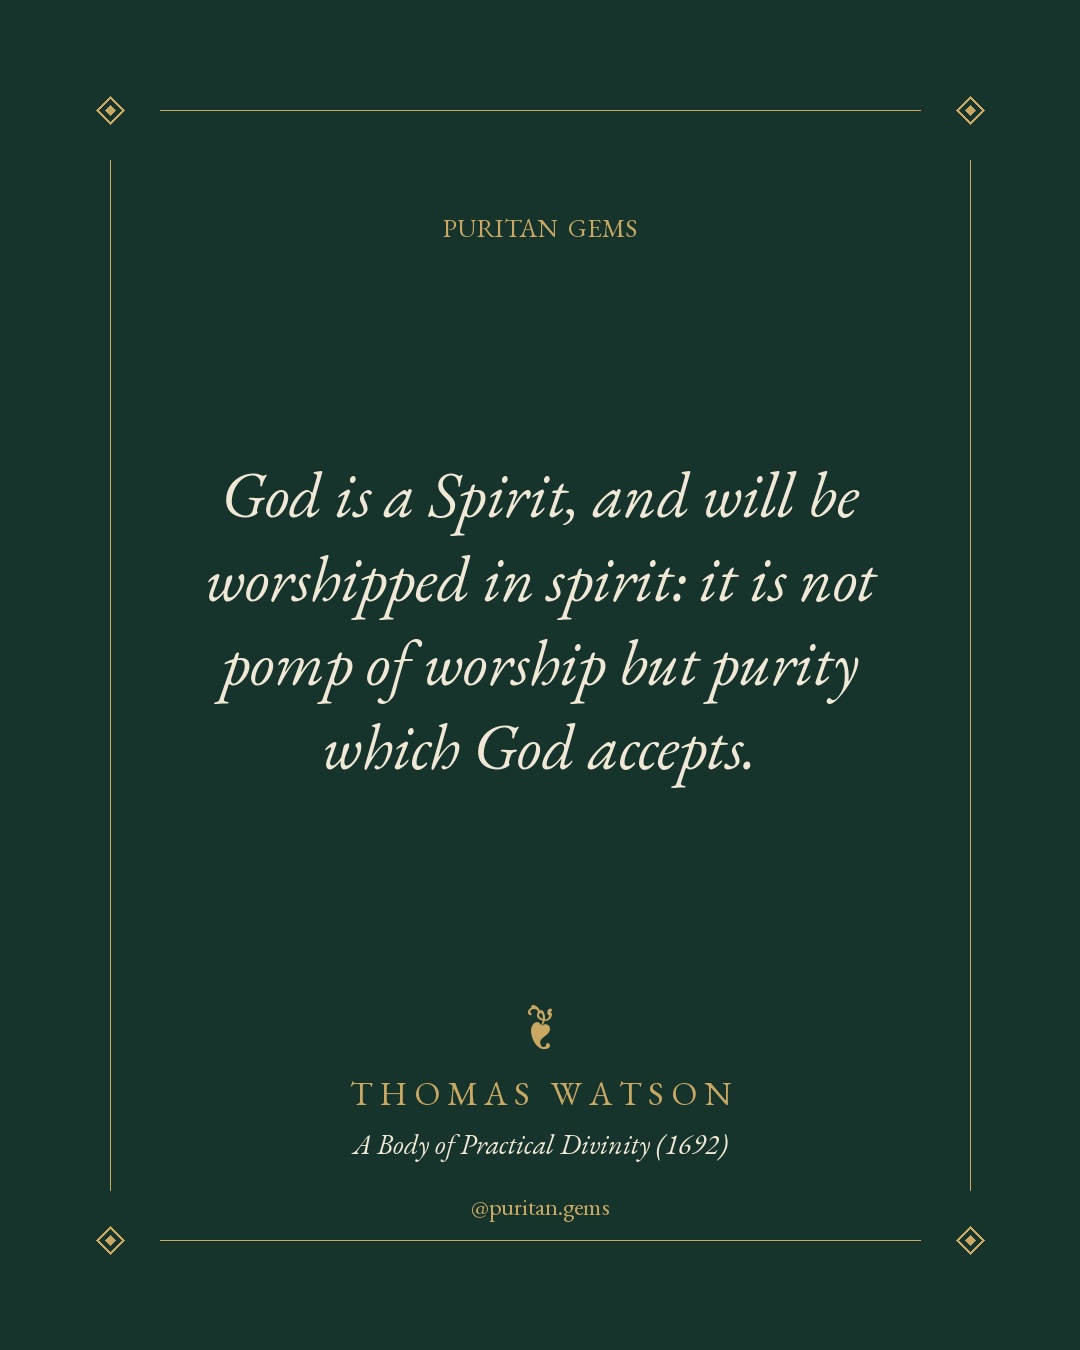 PURITAN GEMS
God is a Spirit, and will be
worshipped in spirit: it is not
pomp of worship but purity
which God accepts.
THOMAS WATSON
A Body of Practical Divinity (1692)
@puritan.gems